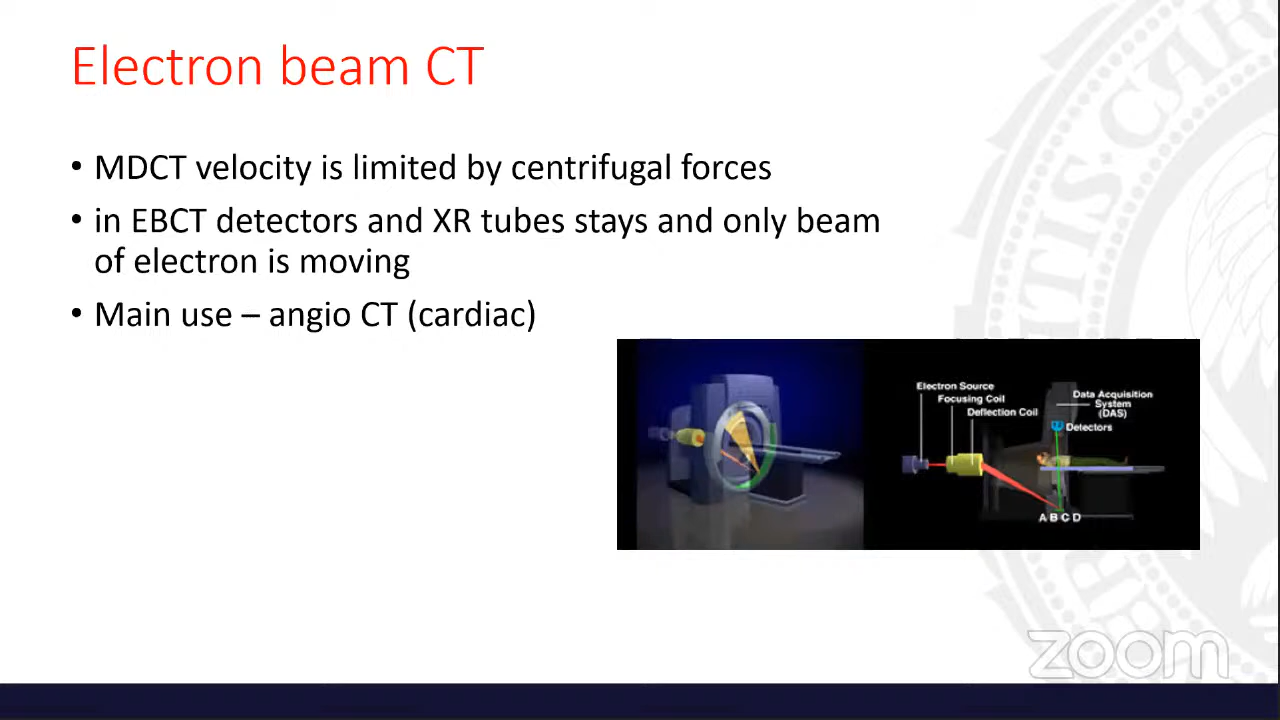 Electron beam CT
• MDCT velocity is limited by centrifugal forces
• in EBCT detectors and XR tubes stays and only beam
of electron is moving
• Main use – angio CT (cardiac)
Electron Source
Focusing Coil
Deflection Coil
Data Acquisition
System
(DAS)
Detectors
A B C D
zoom